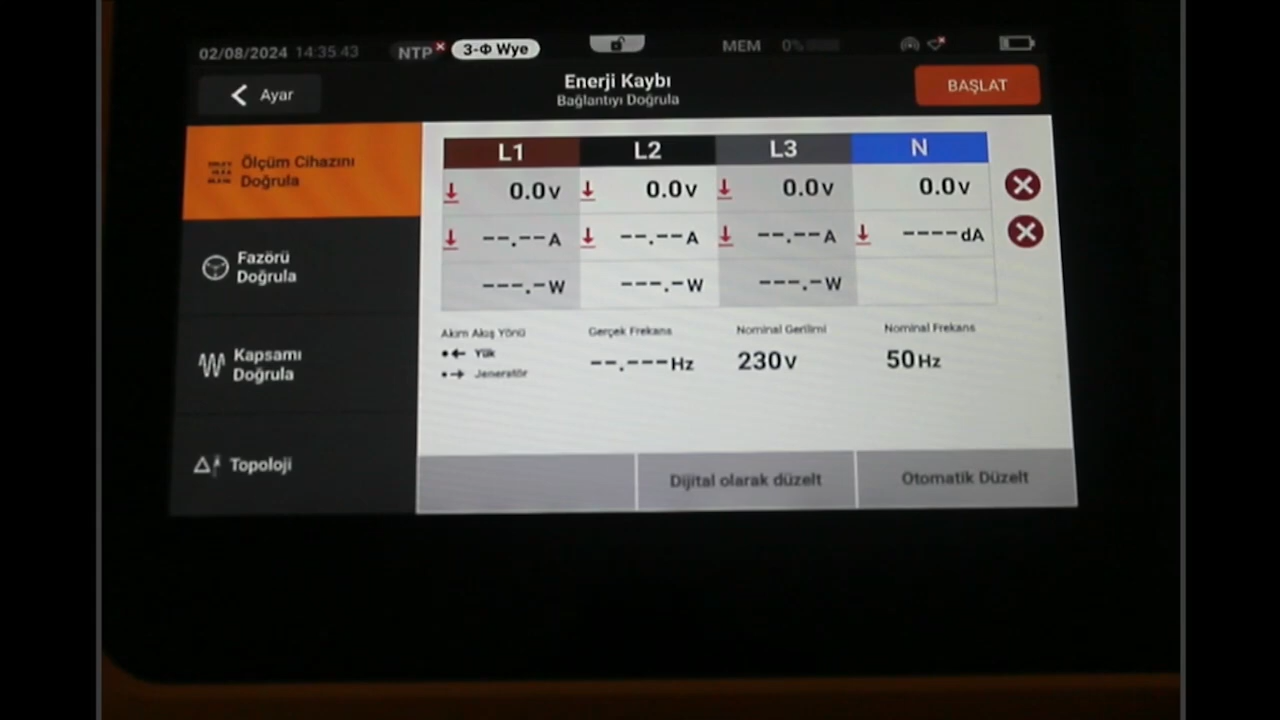 02/08/2024 14:35:43 NTP 3-Φ Wye MEM 0%
Ayar
Enerji Kaybı
Bağlantıyı Doğrula
BAŞLAT
Ölçüm Cihazını
Doğrula
Fazörü
Doğrula
Kapsamı
Doğrula
Topoloji
L1 L2 L3 N
0.0V 0.0V 0.0V 0.0V
--.--A --.--A --.--A ----dA
---.-W ---.-W ---.-W
Akım Akış Yönü
Yük
Jeneratör
Gerçek Frekans
--.---Hz
Nominal Gerilimi
230V
Nominal Frekans
50Hz
Dijital olarak düzelt
Otomatik Düzelt